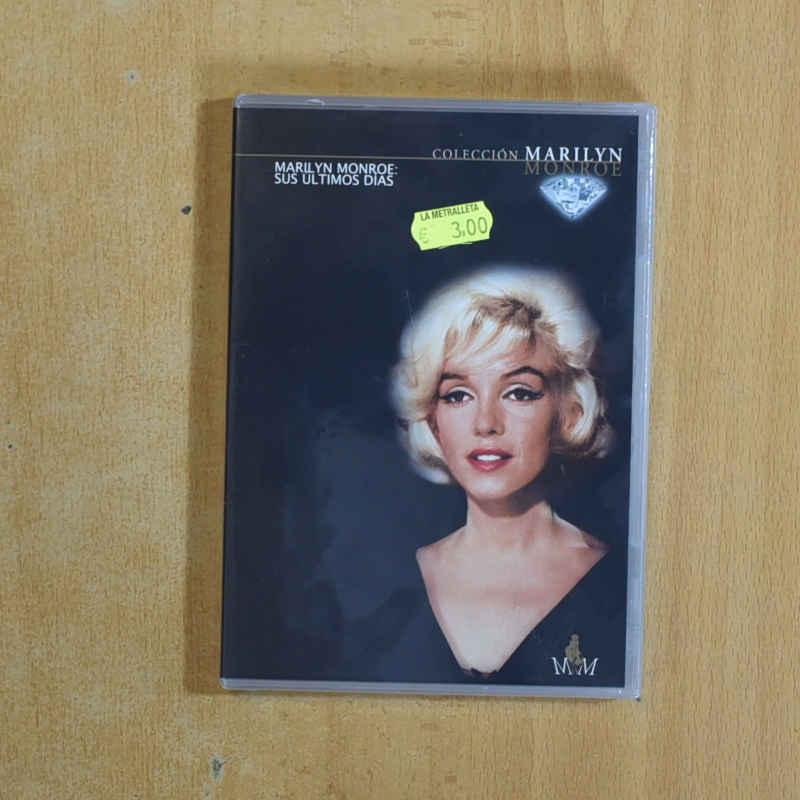 COLECCIÓN MARILYN
MONROE
MARILYN MONROE:
SUS ULTIMOS DIAS
LA METRALLETA
€ 3,00
MM